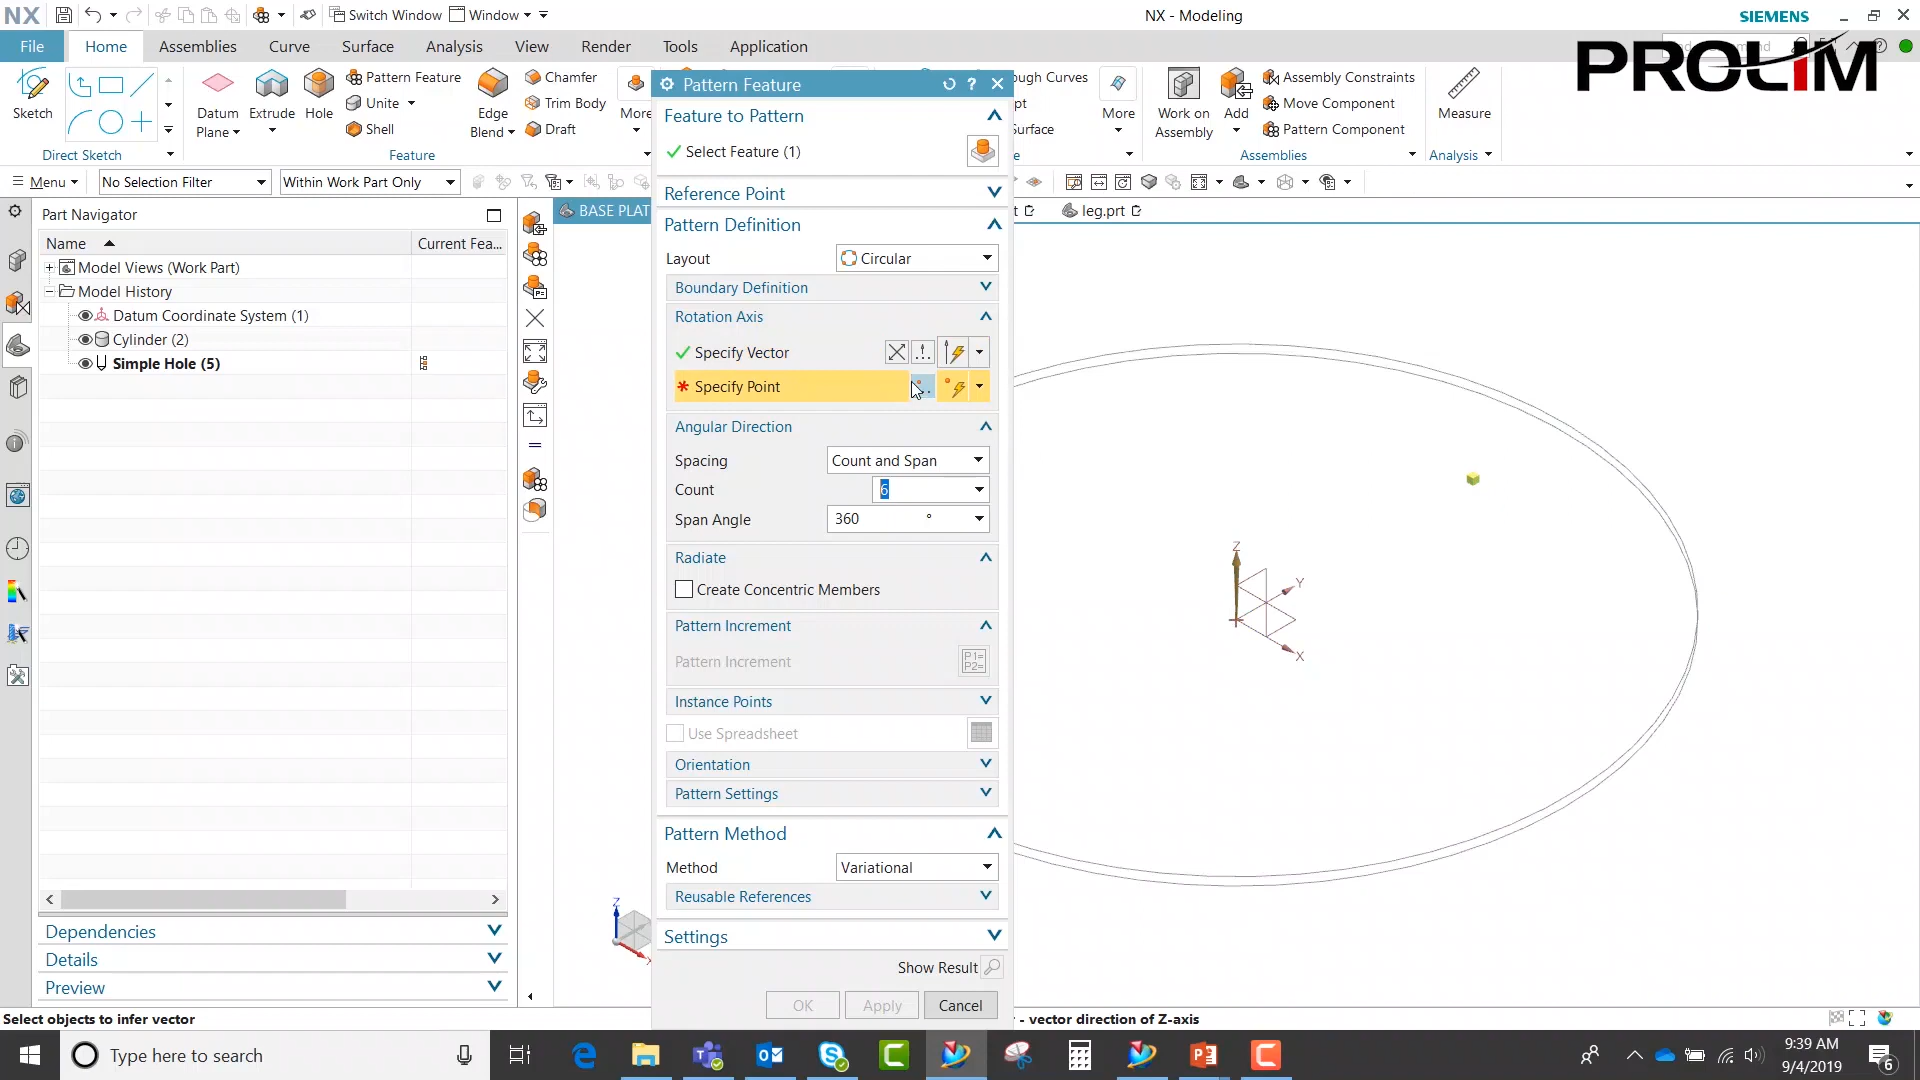 NX
Switch Window
Window
NX - Modeling
SIEMENS
File
Home
Assemblies
Curve
Surface
Analysis
View
Render
Tools
Application
PROLIM
Sketch
Direct Sketch
Datum
Plane
Extrude
Hole
Pattern Feature
Unite
Shell
Edge
Blend
Chamfer
Trim Body
Draft
More
Feature
ough Curves
More
Work on
Assembly
Add
Assembly Constraints
Move Component
Pattern Component
Assemblies
Measure
Analysis
Menu
No Selection Filter
Within Work Part Only
Part Navigator
Name
Current Fea...
Model Views (Work Part)
Model History
Datum Coordinate System (1)
Cylinder (2)
Simple Hole (5)
Dependencies
Details
Preview
BASE PLAT
leg.prt
Pattern Feature
Feature to Pattern
Select Feature (1)
Reference Point
Pattern Definition
Layout
Circular
Boundary Definition
Rotation Axis
Specify Vector
* Specify Point
Angular Direction
Spacing
Count and Span
Count
6
Span Angle
360 °
Radiate
Create Concentric Members
Pattern Increment
Pattern Increment
P1=
P2=
Instance Points
Use Spreadsheet
Orientation
Pattern Settings
Pattern Method
Method
Variational
Reusable References
Settings
Show Result
OK
Apply
Cancel
Z
Y
X
Z
Select objects to infer vector
- vector direction of Z-axis
Type here to search
9:39 AM
9/4/2019
6